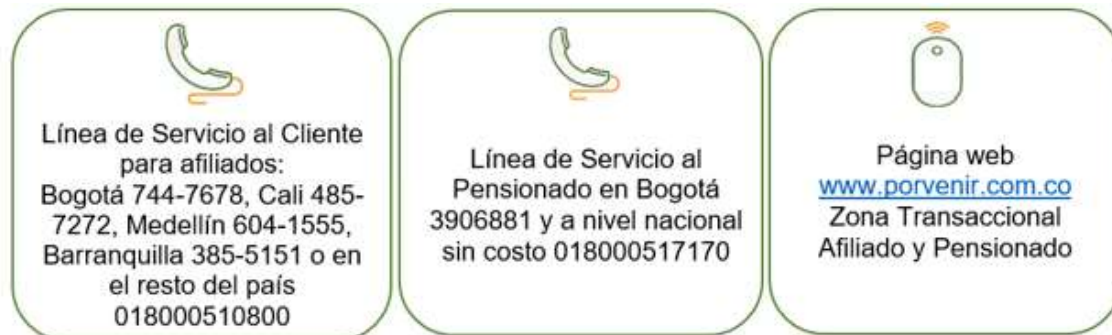 Línea de Servicio al Cliente
para afiliados:
Bogotá 744-7678, Cali 485-
7272, Medellín 604-1555,
Barranquilla 385-5151 o en
el resto del país
018000510800
Línea de Servicio al
Pensionado en Bogotá
3906881 y a nivel nacional
sin costo 018000517170
Página web
www.porvenir.com.co
Zona Transaccional
Afiliado y Pensionado